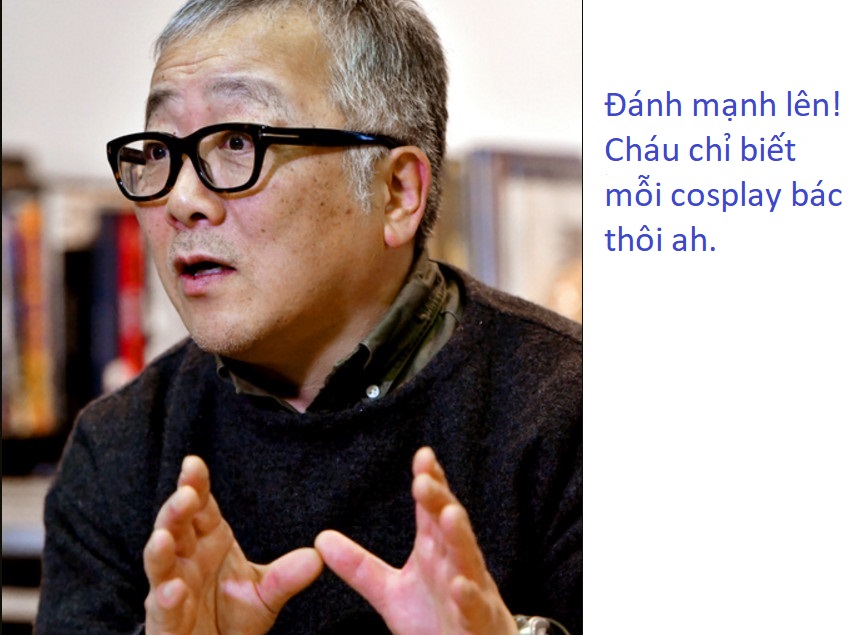 Đánh mạnh lên!
Cháu chỉ biết
mỗi cosplay bác
thôi ah.